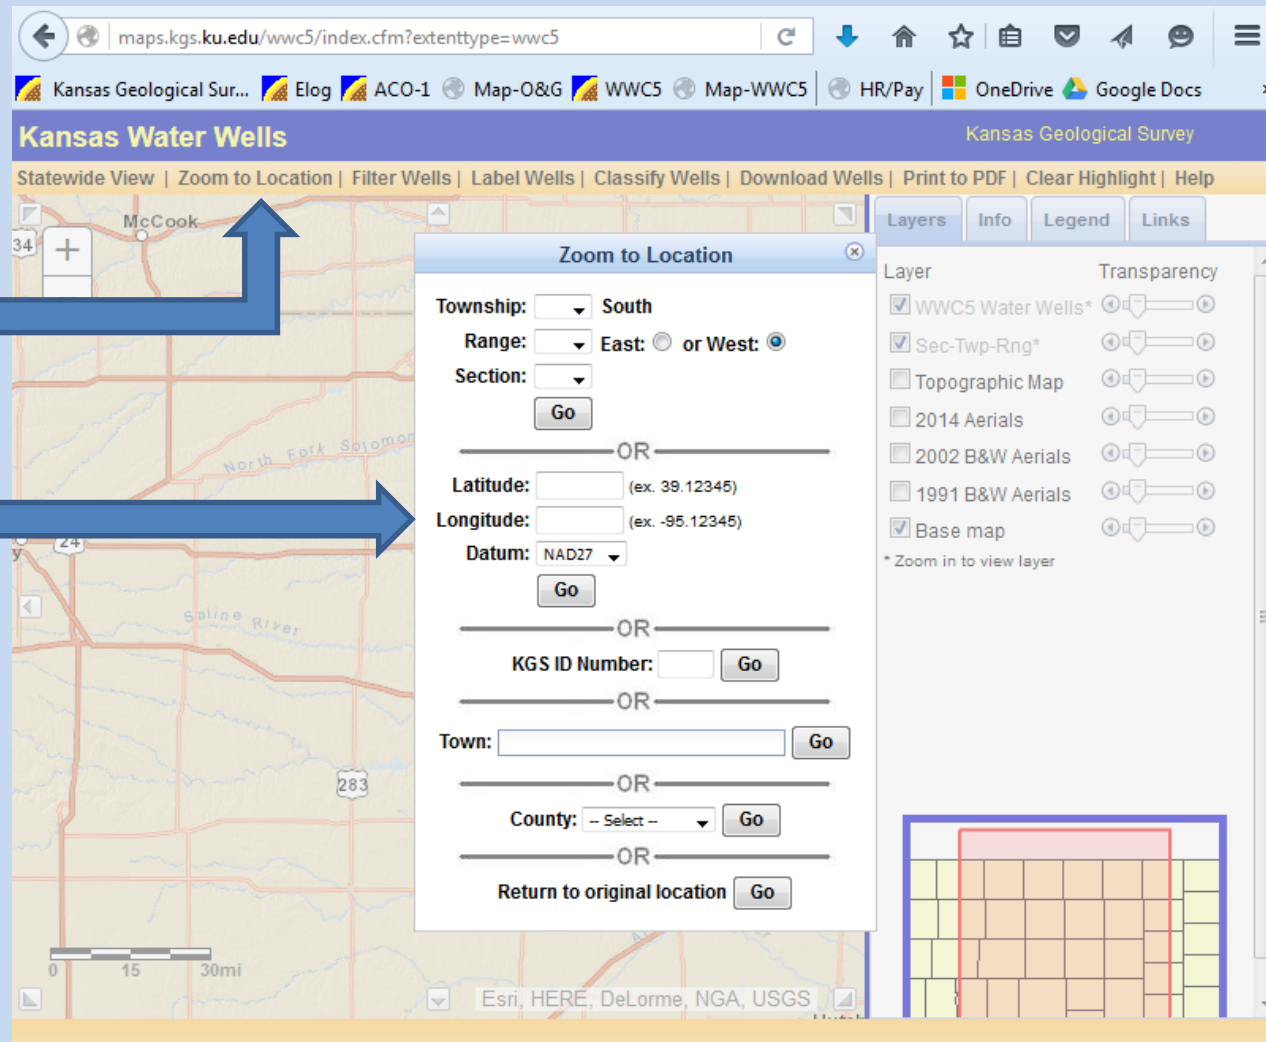 maps.kgs.ku.edu/wwc5/index.cfm?extenttype=wwc5
Kansas Geological Sur... Elog ACO-1 Map-O&G WWC5 Map-WWC5 HR/Pay OneDrive Google Docs
Kansas Water Wells Kansas Geological Survey
Statewide View | Zoom to Location | Filter Wells | Label Wells | Classify Wells | Download Wells | Print to PDF | Clear Highlight | Help
McCook
34
+
North Fork Solomon
24
y
Saline River
283
0 15 30mi
Esri, HERE, DeLorme, NGA, USGS
Zoom to Location
Township: South
Range: East: or West:
Section:
Go
OR
Latitude: (ex. 39.12345)
Longitude: (ex. -95.12345)
Datum: NAD27
Go
OR
KGS ID Number: Go
OR
Town: Go
OR
County: -- Select -- Go
OR
Return to original location Go
Layers Info Legend Links
Layer Transparency
WWC5 Water Wells*
Sec-Twp-Rng*
Topographic Map
2014 Aerials
2002 B&W Aerials
1991 B&W Aerials
Base map
* Zoom in to view layer